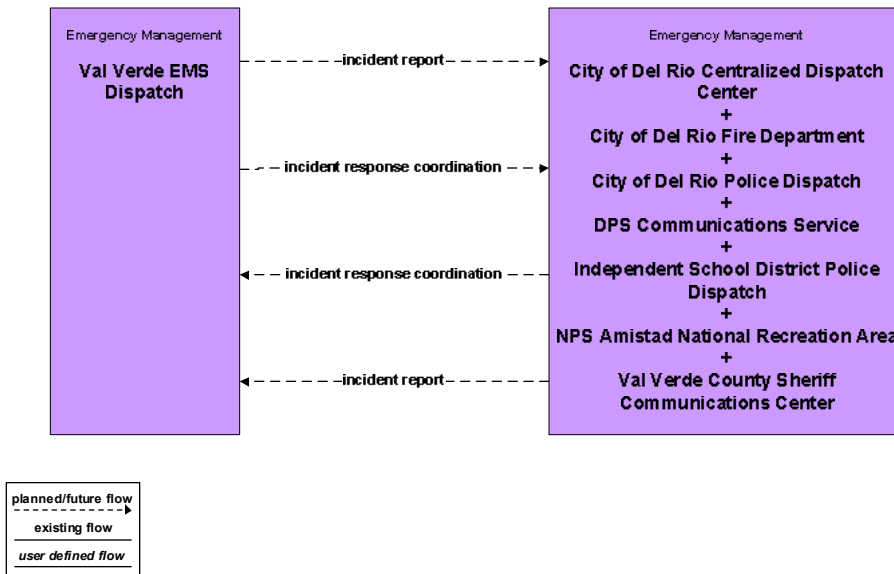 Emergency Management
Val Verde EMS
Dispatch
incident report
incident response coordination
incident response coordination
incident report
Emergency Management
City of Del Rio Centralized Dispatch
Center
+
City of Del Rio Fire Department
+
City of Del Rio Police Dispatch
+
DPS Communications Service
+
Independent School District Police
Dispatch
+
NPS Amistad National Recreation Area
+
Val Verde County Sheriff
Communications Center
planned/future flow
existing flow
user defined flow